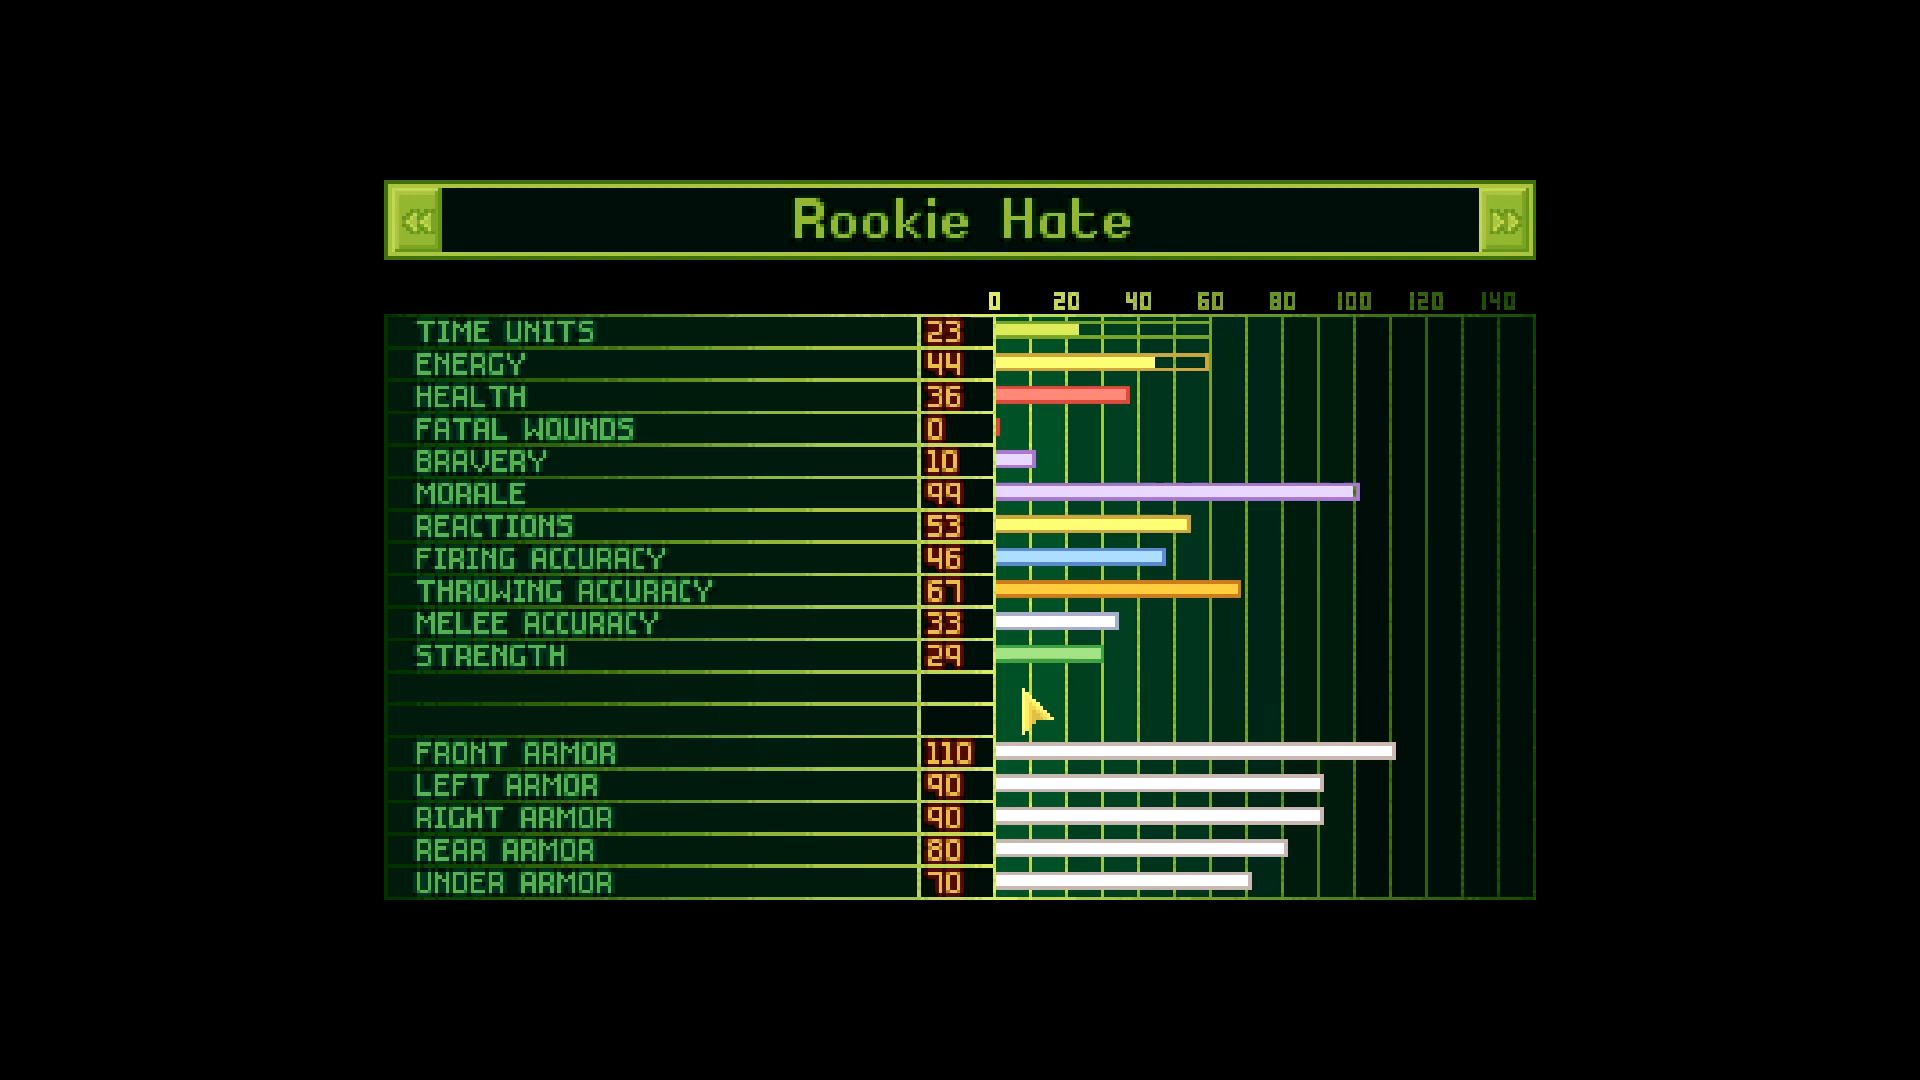 Rookie Hate
0 20 40 60 80 100 120 140
TIME UNITS 23
ENERGY 44
HEALTH 36
FATAL WOUNDS 0
BRAVERY 10
MORALE 99
REACTIONS 53
FIRING ACCURACY 46
THROWING ACCURACY 67
MELEE ACCURACY 33
STRENGTH 29
FRONT ARMOR 110
LEFT ARMOR 90
RIGHT ARMOR 90
REAR ARMOR 80
UNDER ARMOR 70